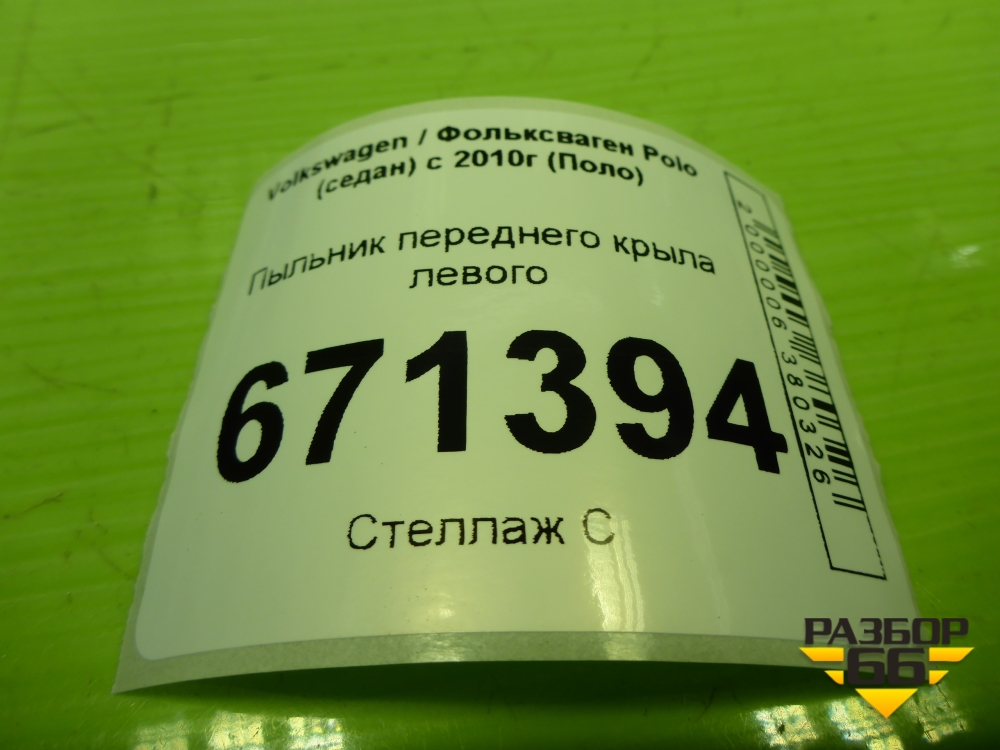 Volkswagen / Фольксваген Polo
(седан) с 2010г (Поло)
Пыльник переднего крыла
левого
671394
Стеллаж C
2000006380326
РАЗБОР
66